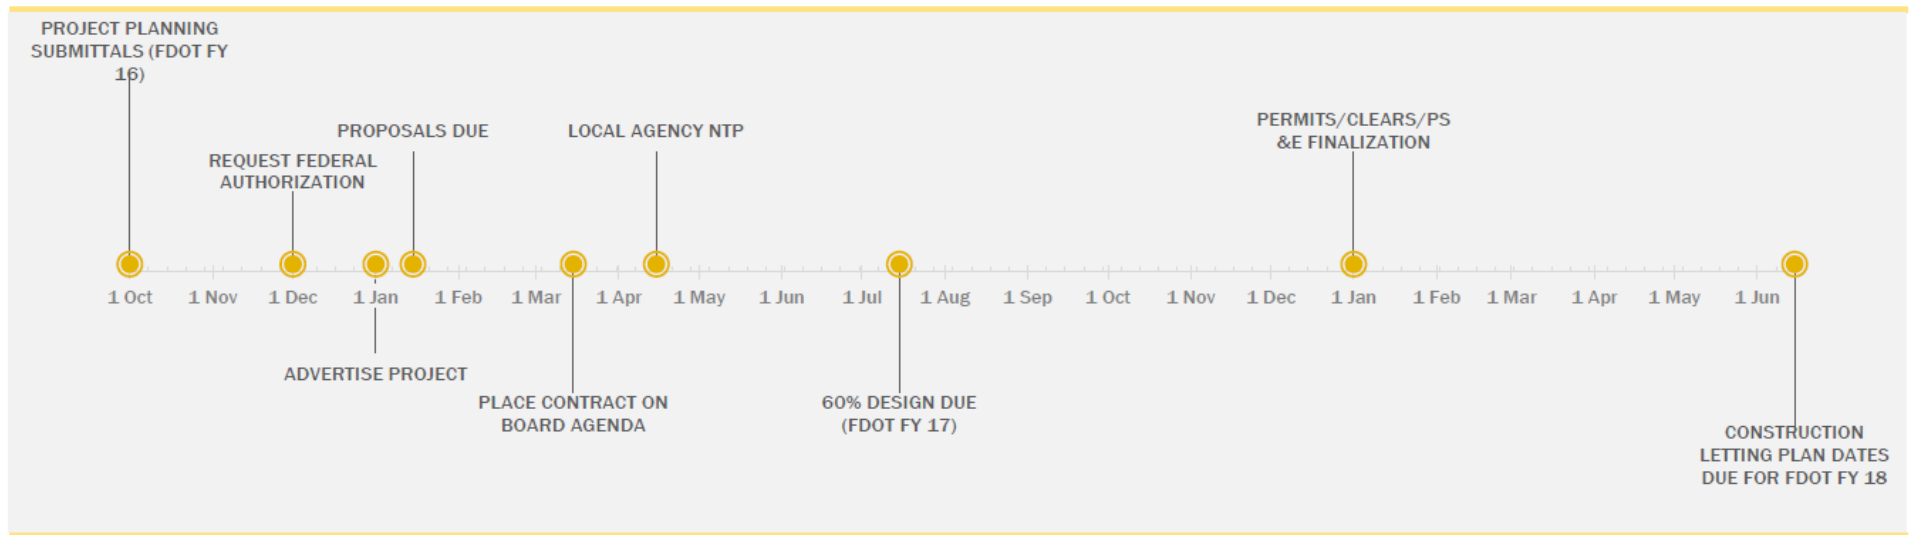 PROJECT PLANNING
SUBMITTALS (FDOT FY
16)
REQUEST FEDERAL
AUTHORIZATION
PROPOSALS DUE
LOCAL AGENCY NTP
PERMITS/CLEARS/PS
&E FINALIZATION
1 Oct 1 Nov 1 Dec 1 Jan 1 Feb 1 Mar 1 Apr 1 May 1 Jun 1 Jul 1 Aug 1 Sep 1 Oct 1 Nov 1 Dec 1 Jan 1 Feb 1 Mar 1 Apr 1 May 1 Jun
ADVERTISE PROJECT
PLACE CONTRACT ON
BOARD AGENDA
60% DESIGN DUE
(FDOT FY 17)
CONSTRUCTION
LETTING PLAN DATES
DUE FOR FDOT FY 18